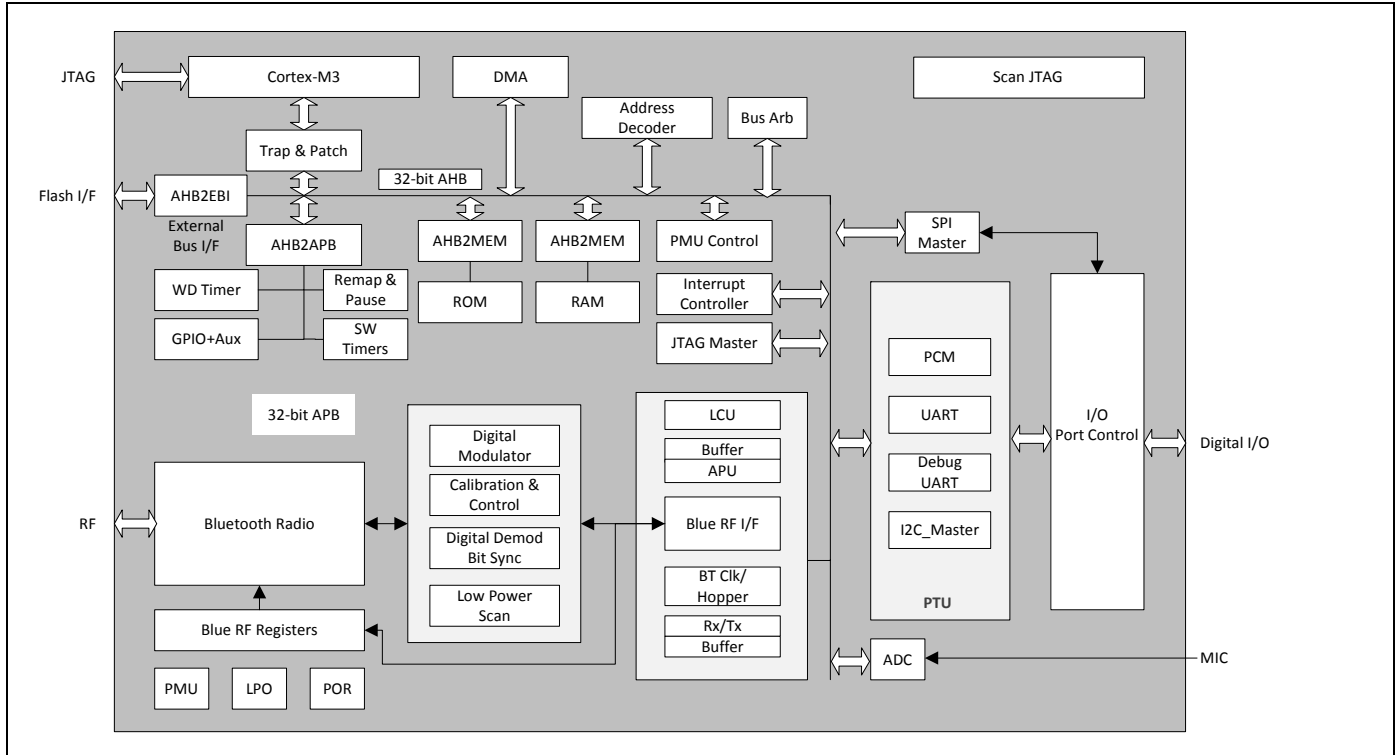 JTAG
Cortex-M3
DMA
Scan JTAG
Address
Decoder
Bus Arb
Trap & Patch
32-bit AHB
Flash I/F
AHB2EBI
External
Bus I/F
AHB2APB
AHB2MEM
AHB2MEM
PMU Control
SPI
Master
WD Timer
Remap &
Pause
ROM
RAM
Interrupt
Controller
GPIO+Aux
SW
Timers
JTAG Master
PCM
UART
Debug
UART
I2C_Master
PTU
I/O
Port Control
Digital I/O
32-bit APB
Digital
Modulator
Calibration &
Control
Digital Demod
Bit Sync
Low Power
Scan
LCU
Buffer
APU
Blue RF I/F
BT Clk/
Hopper
Rx/Tx
Buffer
RF
Bluetooth Radio
Blue RF Registers
PMU
LPO
POR
ADC
MIC